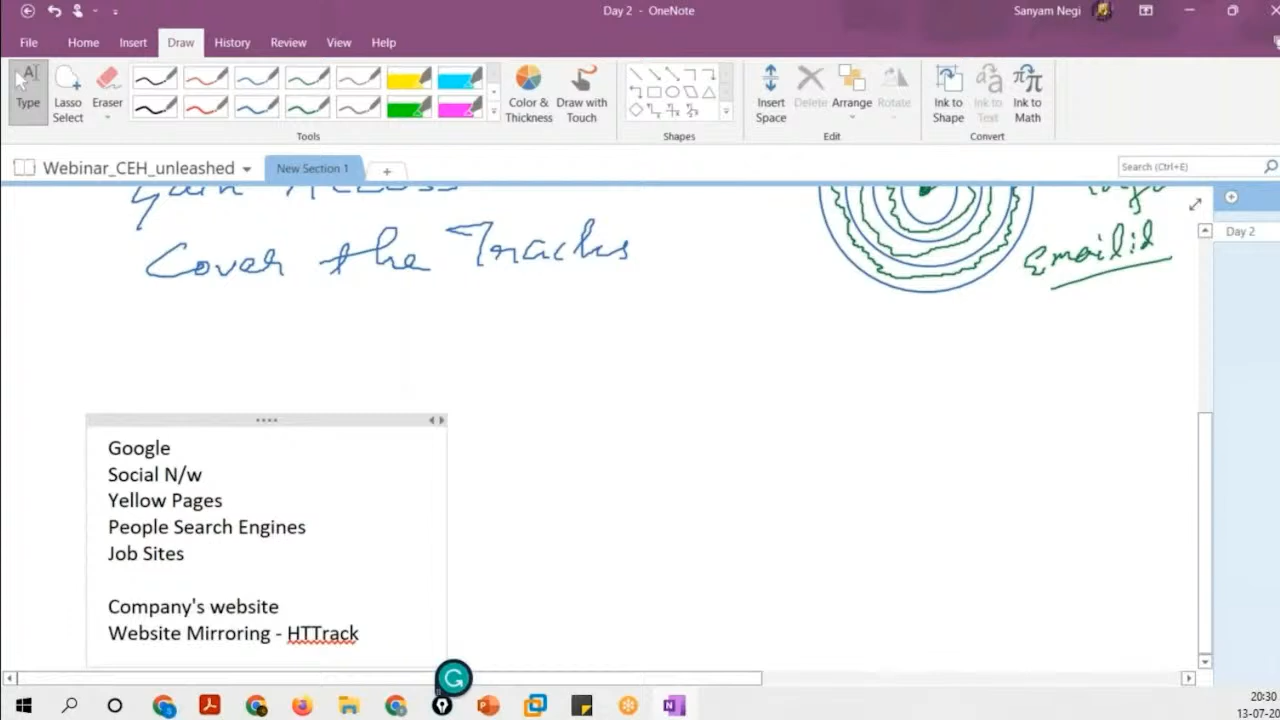 Day 2 - OneNote
Sanyam Negi
File Home Insert Draw History Review View Help
Type
Lasso Select
Eraser
Color & Thickness
Draw with Touch
Insert Space
Delete
Arrange
Rotate
Ink to Shape
Ink to Text
Ink to Math
Tools
Shapes
Edit
Convert
Webinar_CEH_unleashed
New Section 1
+
Search (Ctrl+E)
Day 2
Gain Access
Cover the Tracks
Emailid
Google
Social N/w
Yellow Pages
People Search Engines
Job Sites
Company's website
Website Mirroring - HTTrack
20:30
13-07-20